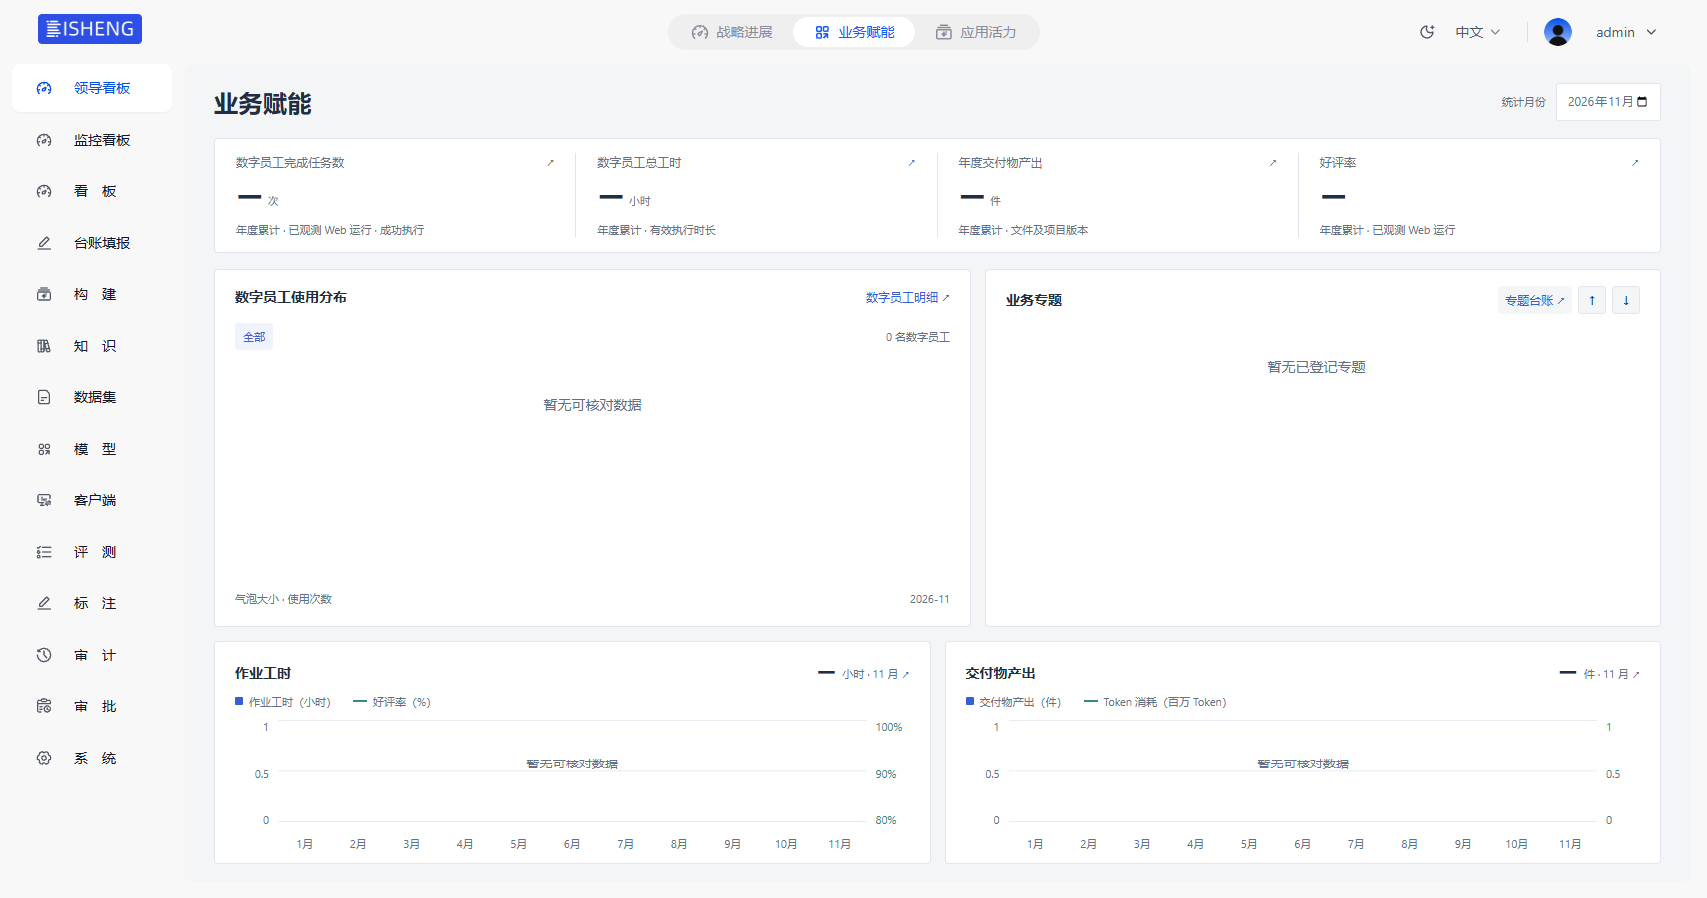 EISHENG
战略进展
业务赋能
应用活力
中文
admin
领导看板
监控看板
看 板
台账填报
构 建
知 识
数据集
模 型
客户端
评 测
标 注
审 计
审 批
系 统
业务赋能
统计月份
2026年11月
数字员工完成任务数 ↗
— 次
年度累计 · 已观测 Web 运行 · 成功执行
数字员工总工时 ↗
— 小时
年度累计 · 有效执行时长
年度交付物产出 ↗
— 件
年度累计 · 文件及项目版本
好评率 ↗
—
年度累计 · 已观测 Web 运行
数字员工使用分布
数字员工明细 ↗
全部
0 名数字员工
暂无可核对数据
气泡大小 · 使用次数
2026-11
业务专题
专题台账 ↗
↑
↓
暂无已登记专题
作业工时
— 小时 · 11 月 ↗
作业工时（小时）
好评率（%）
1
0.5
0
100%
90%
80%
暂无可核对数据
1月 2月 3月 4月 5月 6月 7月 8月 9月 10月 11月
交付物产出
— 件 · 11 月 ↗
交付物产出（件）
Token 消耗（百万 Token）
1
0.5
0
1
0.5
0
暂无可核对数据
1月 2月 3月 4月 5月 6月 7月 8月 9月 10月 11月